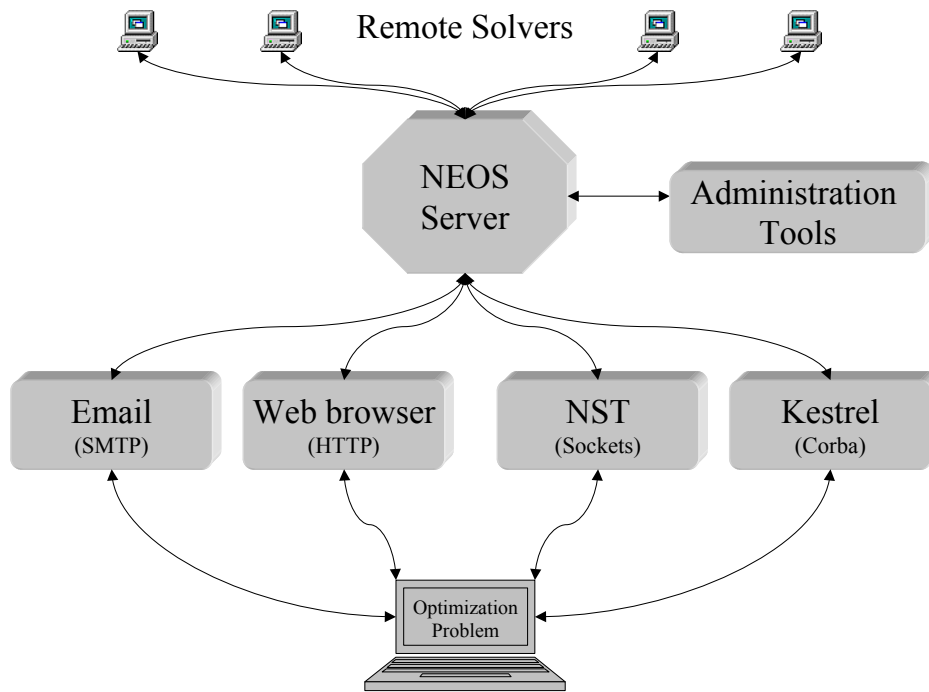 Remote Solvers
NEOS
Server
Administration
Tools
Email
(SMTP)
Web browser
(HTTP)
NST
(Sockets)
Kestrel
(Corba)
Optimization
Problem